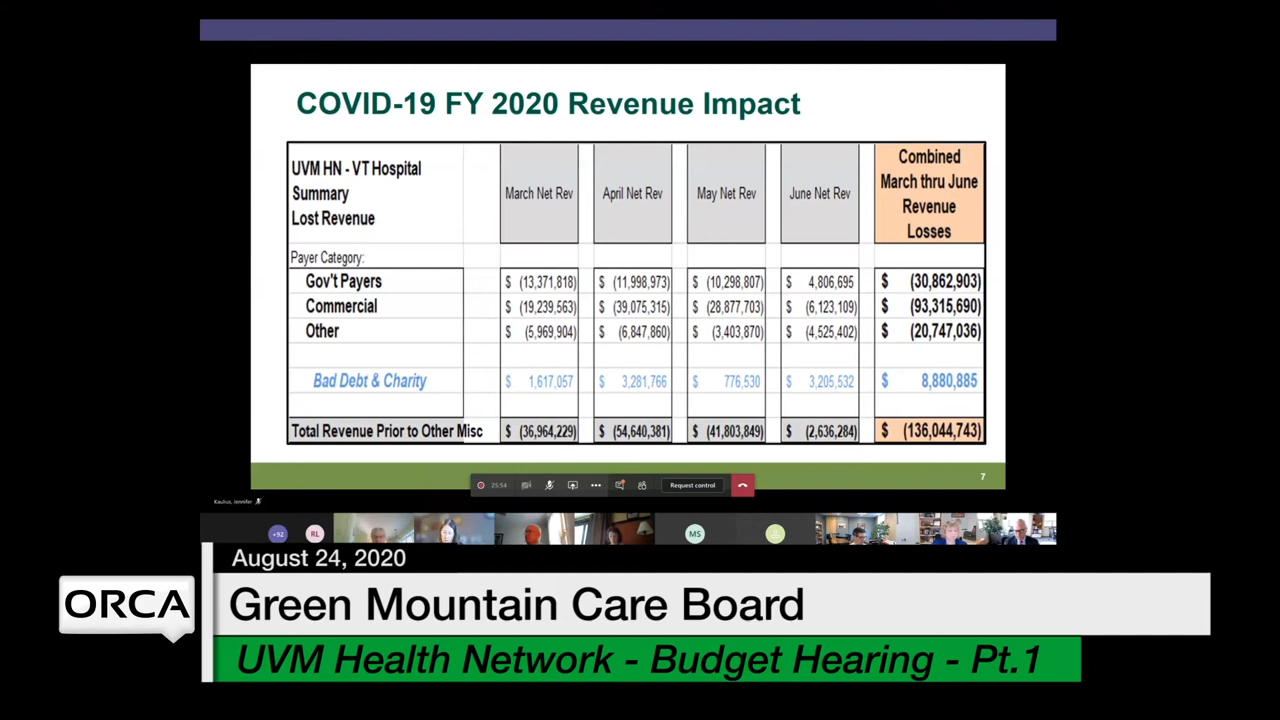 COVID-19 FY 2020 Revenue Impact
UVM HN - VT Hospital
Summary
Lost Revenue
March Net Rev
April Net Rev
May Net Rev
June Net Rev
Combined
March thru June
Revenue
Losses
Payer Category:
Gov't Payers $ (13,371,818) $ (11,998,973) $ (10,298,807) $ 4,806,695 $ (30,862,903)
Commercial $ (19,239,563) $ (39,075,315) $ (28,877,703) $ (6,123,109) $ (93,315,690)
Other $ (5,969,904) $ (6,847,860) $ (3,403,870) $ (4,525,402) $ (20,747,036)
Bad Debt & Charity $ 1,617,057 $ 3,281,766 $ 776,530 $ 3,205,532 $ 8,880,885
Total Revenue Prior to Other Misc $ (36,964,229) $ (54,640,381) $ (41,803,849) $ (2,636,284) $ (136,044,743)
7
25:54
Request control
Kaulius, Jennifer
+92
RL
MS
August 24, 2020
ORCA
Green Mountain Care Board
UVM Health Network - Budget Hearing - Pt.1